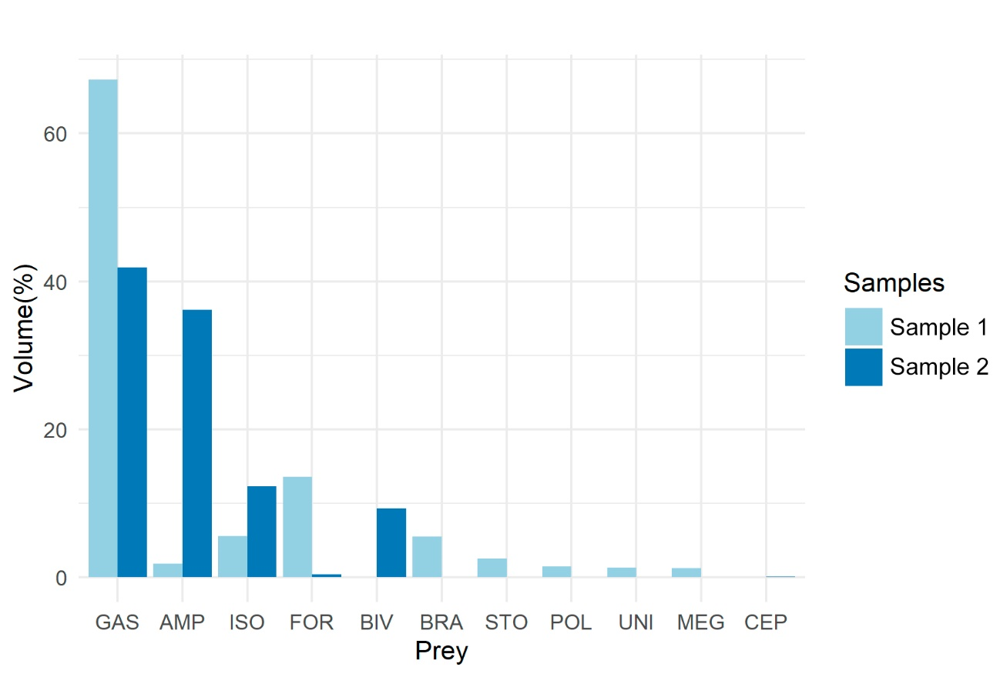 60
40
20
0
Volume(%)
GAS AMP ISO FOR BIV BRA STO POL UNI MEG CEP
Prey
Samples
Sample 1
Sample 2